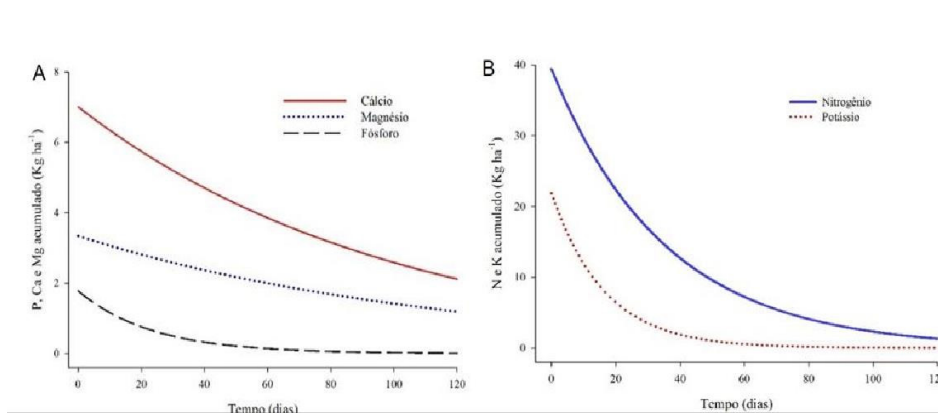 A
8
6
4
2
0
P, Ca e Mg acumulado (Kg ha⁻¹)
Cálcio
Magnésio
Fósforo
0 20 40 60 80 100 120
Tempo (dias)
B
40
30
20
10
0
N e K acumulado (Kg ha⁻¹)
Nitrogênio
Potássio
0 20 40 60 80 100 120
Tempo (dias)